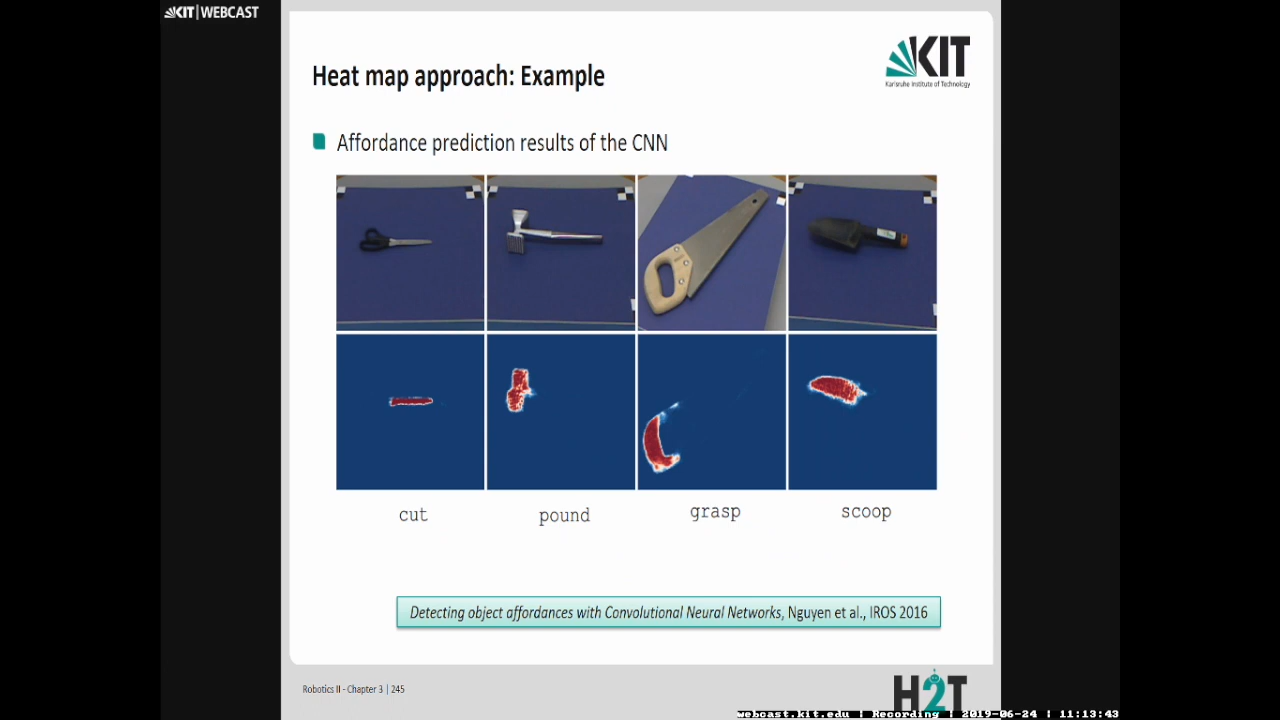 KIT|WEBCAST
Heat map approach: Example
KIT
Karlsruhe Institute of Technology
Affordance prediction results of the CNN
cut
pound
grasp
scoop
Detecting object affordances with Convolutional Neural Networks, Nguyen et al., IROS 2016
Robotics II - Chapter 3 | 245
H2T
webcast.kit.edu | Recording | 2019-06-24 | 11:13:43